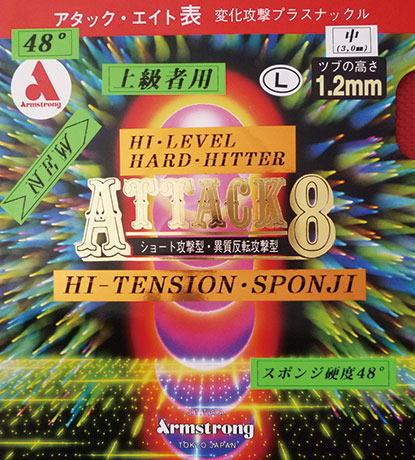 アタック・エイト表 変化攻撃プラスナックル
48°
中
(3.0㎜)
上級者用
L
ツブの高さ
1.2mm
Armstrong
NEW
HI・LEVEL
HARD・HITTER
ATTACK8
ショート攻撃型・異質反転攻撃型
HI-TENSION・SPONJI
スポンジ硬度48°
Armstrong
TOKYO JAPAN